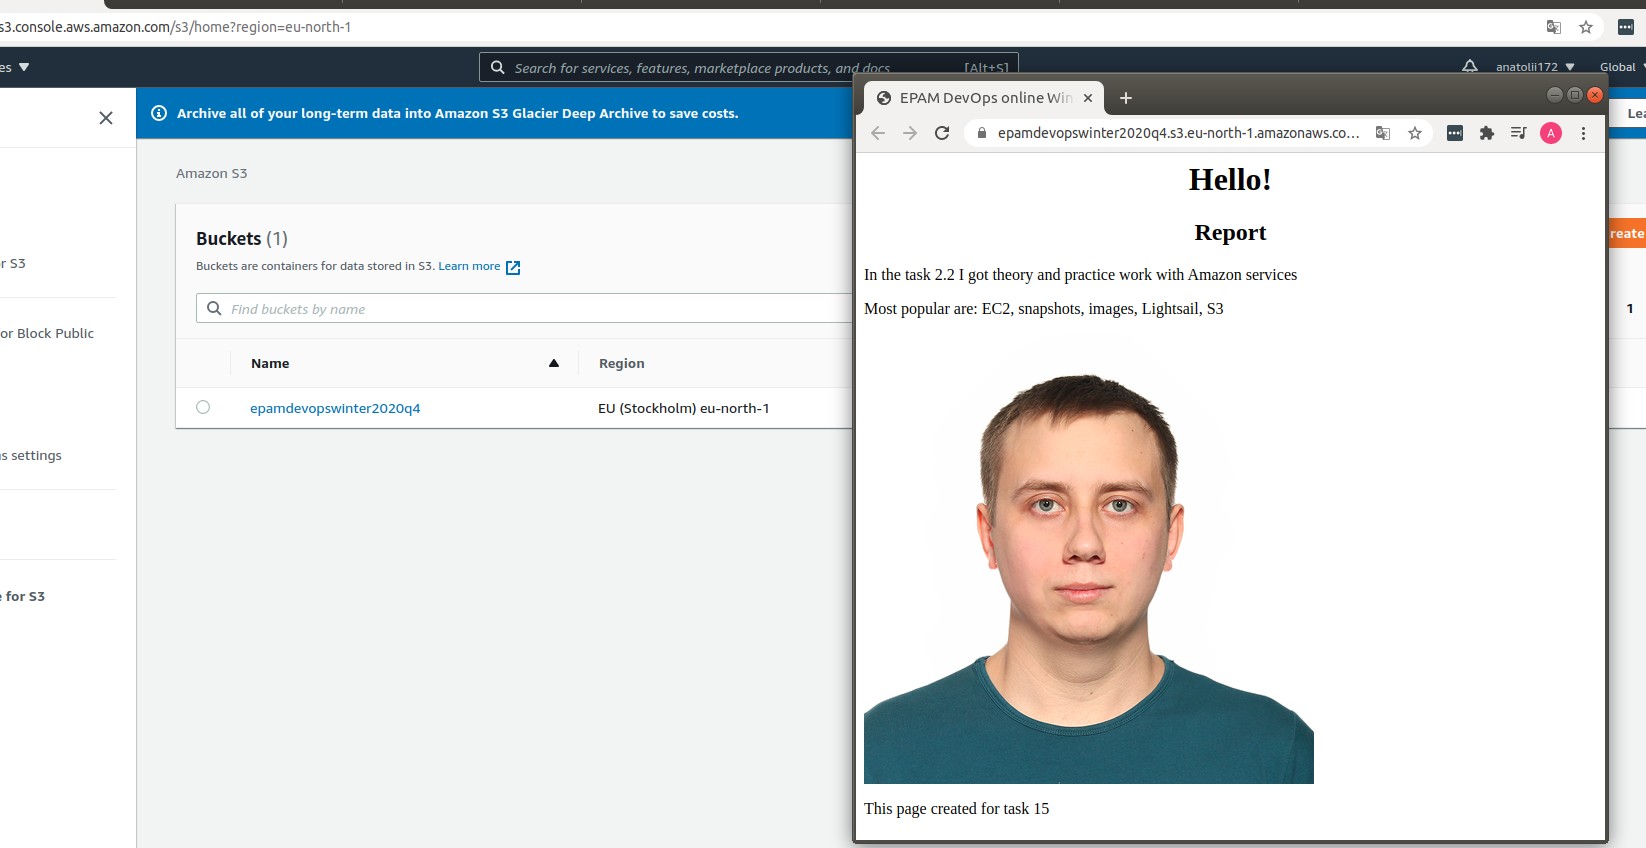 s3.console.aws.amazon.com/s3/home?region=eu-north-1
es
Search for services, features, marketplace products, and docs
[Alt+S]
anatolii172
Global
Archive all of your long-term data into Amazon S3 Glacier Deep Archive to save costs.
Lea
Amazon S3
Buckets (1)
reate
Buckets are containers for data stored in S3. Learn more
r S3
Find buckets by name
1
or Block Public
Name
Region
epamdevopswinter2020q4
EU (Stockholm) eu-north-1
s settings
e for S3
EPAM DevOps online Win
epamdevopswinter2020q4.s3.eu-north-1.amazonaws.co...
A
Hello!
Report
In the task 2.2 I got theory and practice work with Amazon services
Most popular are: EC2, snapshots, images, Lightsail, S3
This page created for task 15